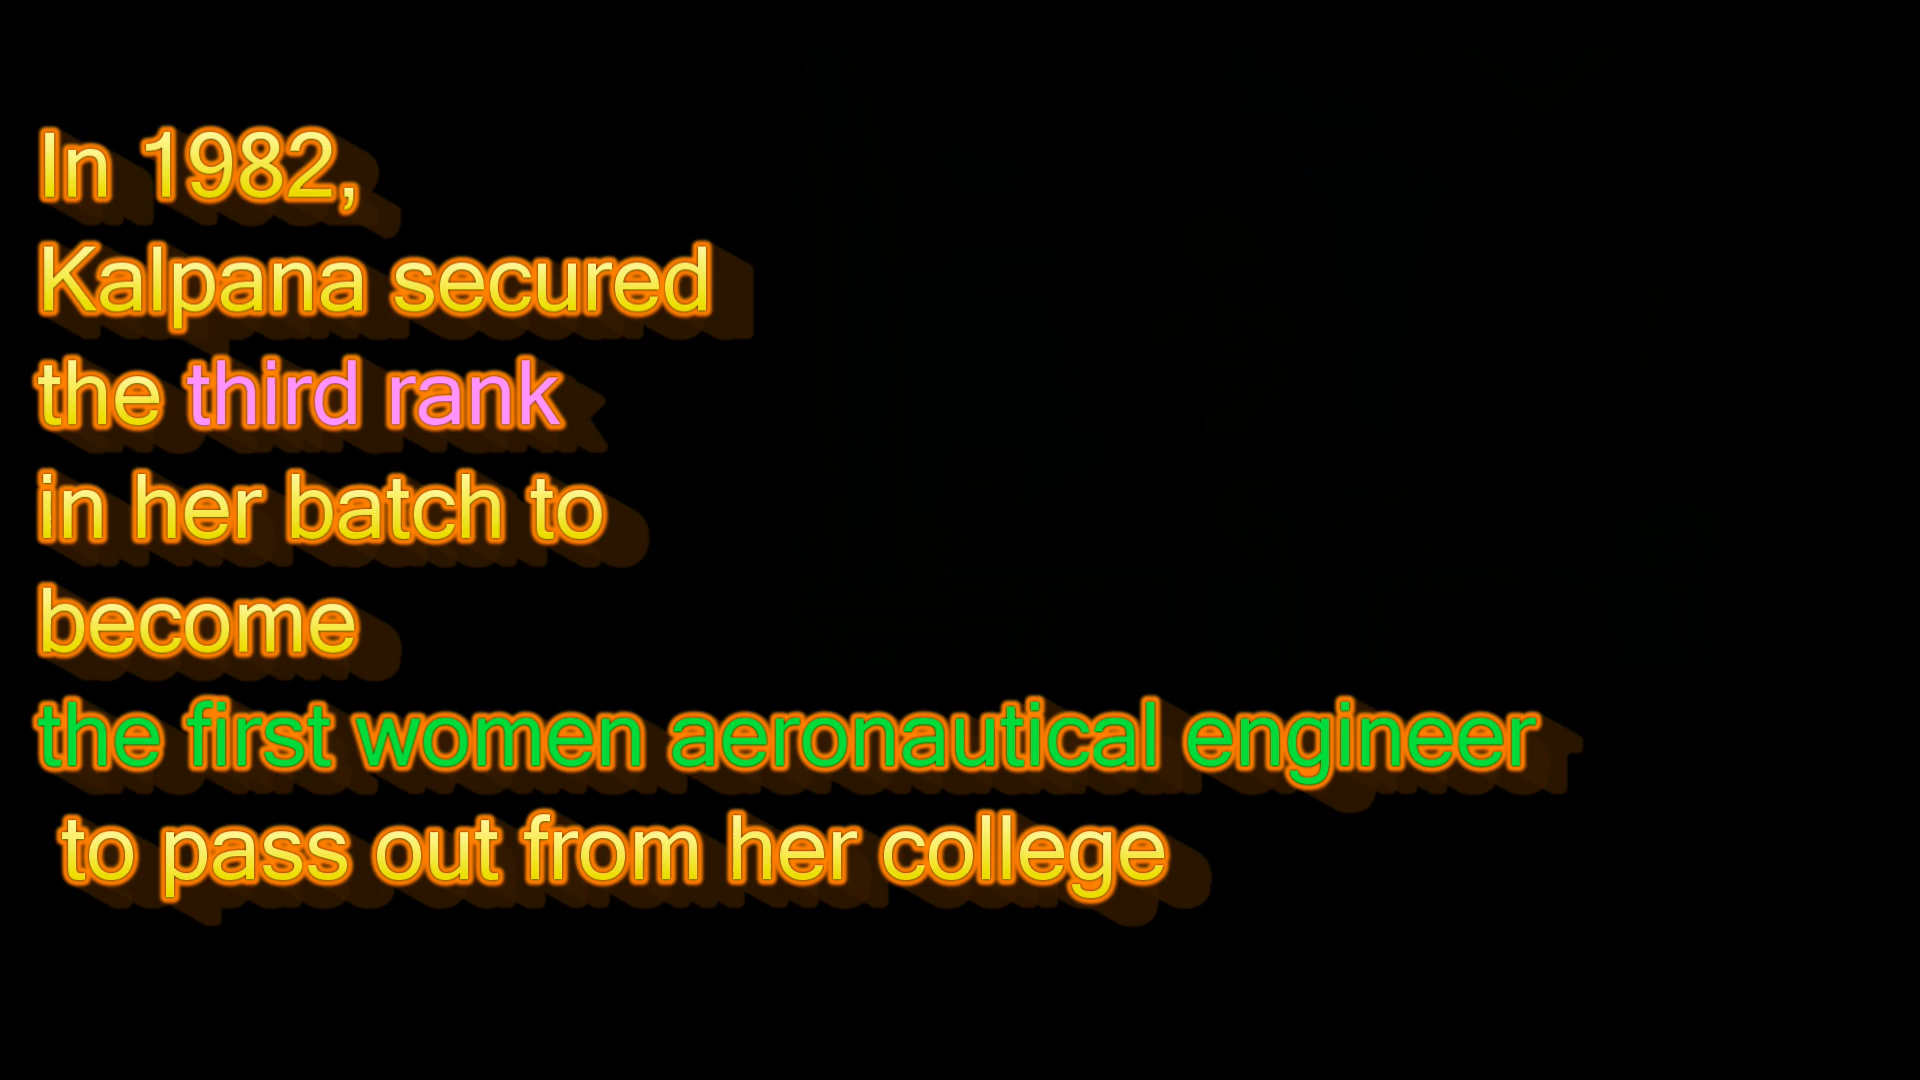 In 1982,
Kalpana secured
the third rank
in her batch to
become
the first women aeronautical engineer
to pass out from her college